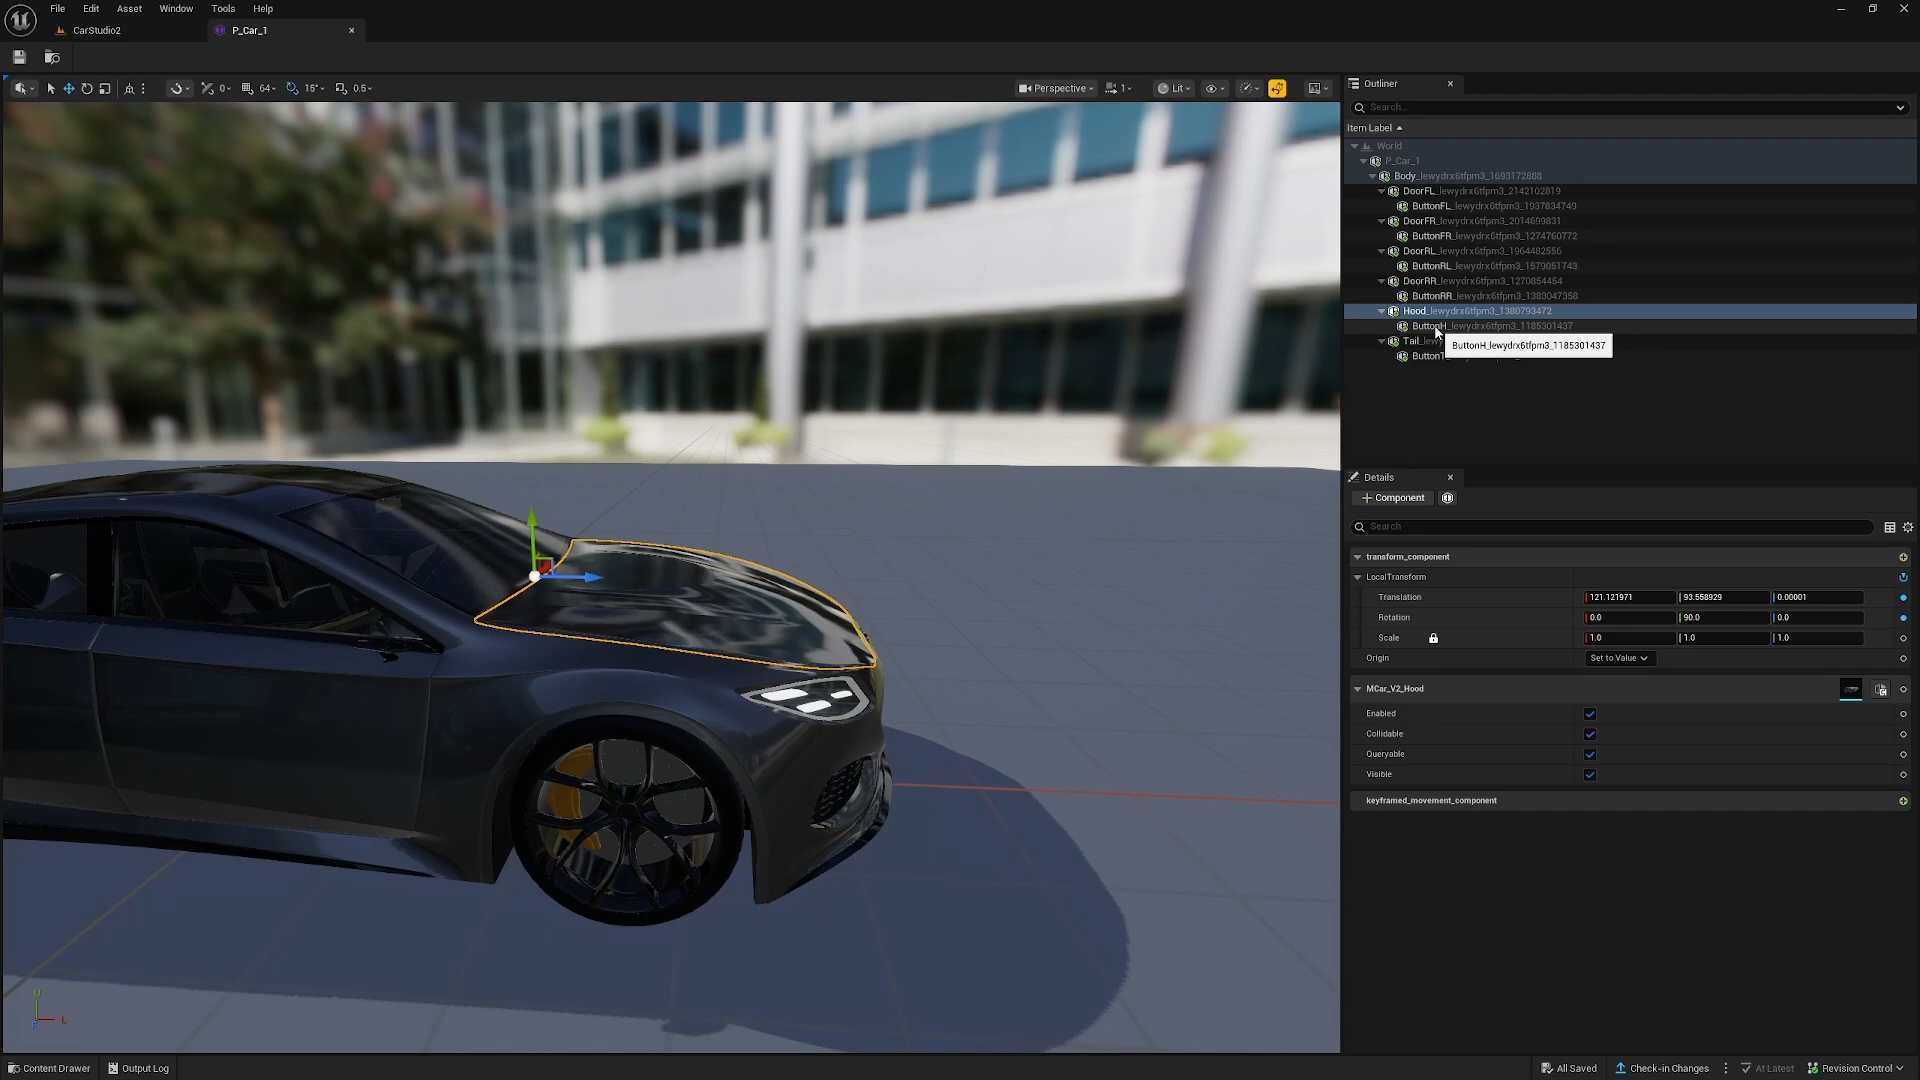 File Edit Asset Window Tools Help
CarStudio2
P_Car_1
0
64
15°
0.5
Perspective
1
Lit
Outliner
Search...
Item Label
World
P_Car_1
Body_lewydrx6tfpm3_1693172888
DoorFL_lewydrx6tfpm3_2142102819
ButtonFL_lewydrx6tfpm3_1937834749
DoorFR_lewydrx6tfpm3_2014699831
ButtonFR_lewydrx6tfpm3_1274760772
DoorRL_lewydrx6tfpm3_1964482556
ButtonRL_lewydrx6tfpm3_1579051743
DoorRR_lewydrx6tfpm3_1270854454
ButtonRR_lewydrx6tfpm3_1383047358
Hood_lewydrx6tfpm3_1380793472
ButtonH_lewydrx6tfpm3_1185301437
Tail_lewy
ButtonH_lewydrx6tfpm3_1185301437
Details
Component
Search
transform_component
LocalTransform
Translation 121.121971 93.558929 0.00001
Rotation 0.0 90.0 0.0
Scale 1.0 1.0 1.0
Origin Set to Value
MCar_V2_Hood
Enabled
Collidable
Queryable
Visible
keyframed_movement_component
Content Drawer Output Log
All Saved Check-in Changes At Latest Revision Control